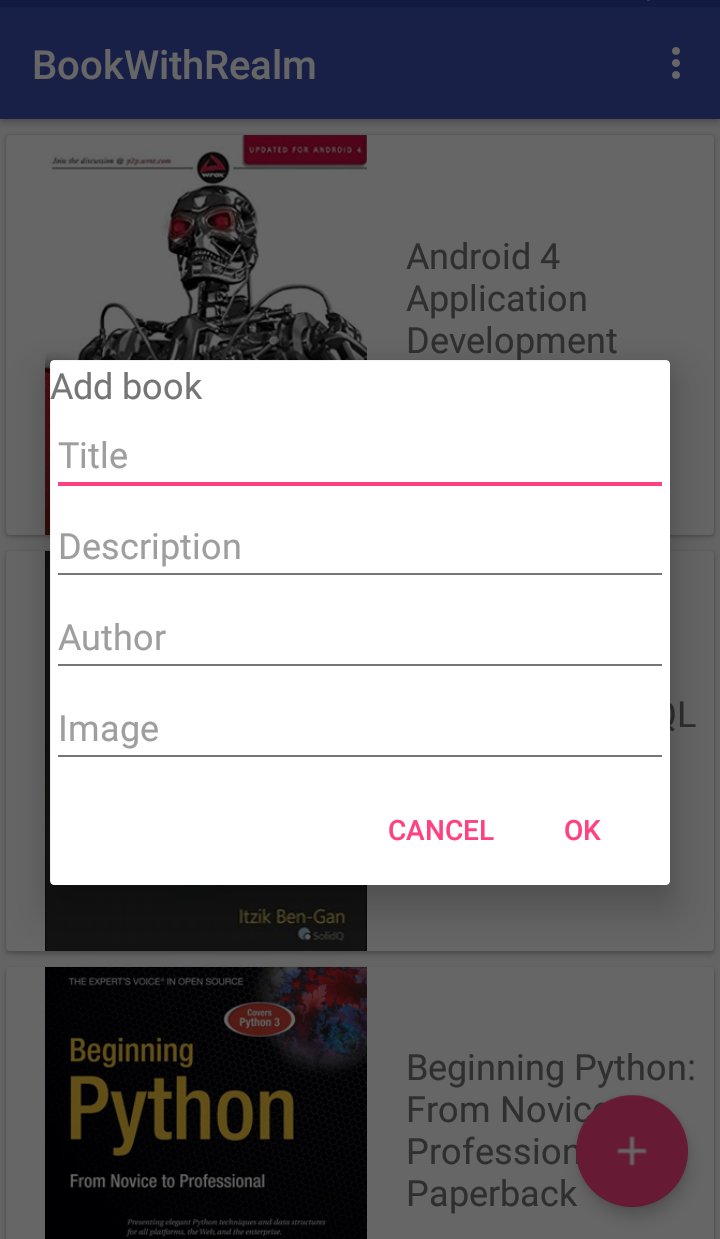 BookWithRealm
Join the discussion @ p2p.wrox.com
UPDATED FOR ANDROID 4
wrox
Android 4
Application
Development
Add book
Title
Description
Author
Image
QL
CANCEL
OK
Itzik Ben-Gan
SolidQ
THE EXPERT'S VOICE® IN OPEN SOURCE
Covers
Python 3
Beginning
Python
From Novice to Professional
Presenting elegant Python techniques and data structures
for all platforms, the Web, and the enterprise.
Beginning Python:
From Novice
Profession
Paperback
+